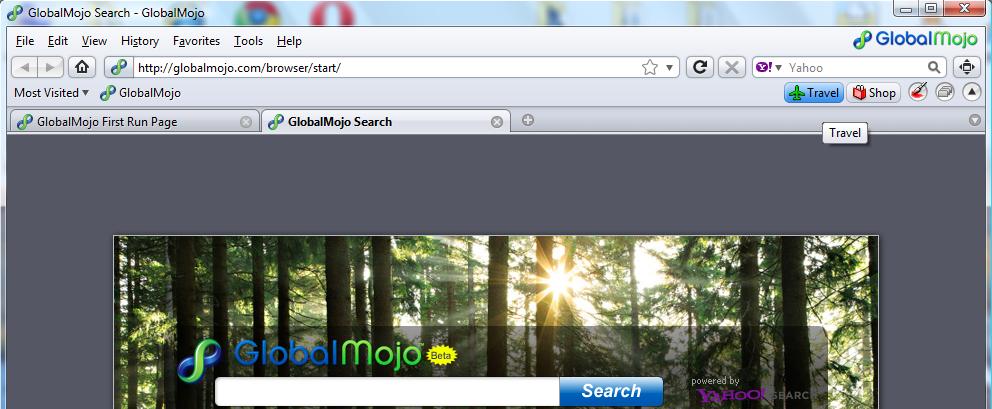 GlobalMojo Search - GlobalMojo
File Edit View History Favorites Tools Help GlobalMojo
http://globalmojo.com/browser/start/ Y! Yahoo
Most Visited GlobalMojo Travel Shop
GlobalMojo First Run Page GlobalMojo Search
Travel
GlobalMojo Beta
Search powered by
YAHOO! SEARCH